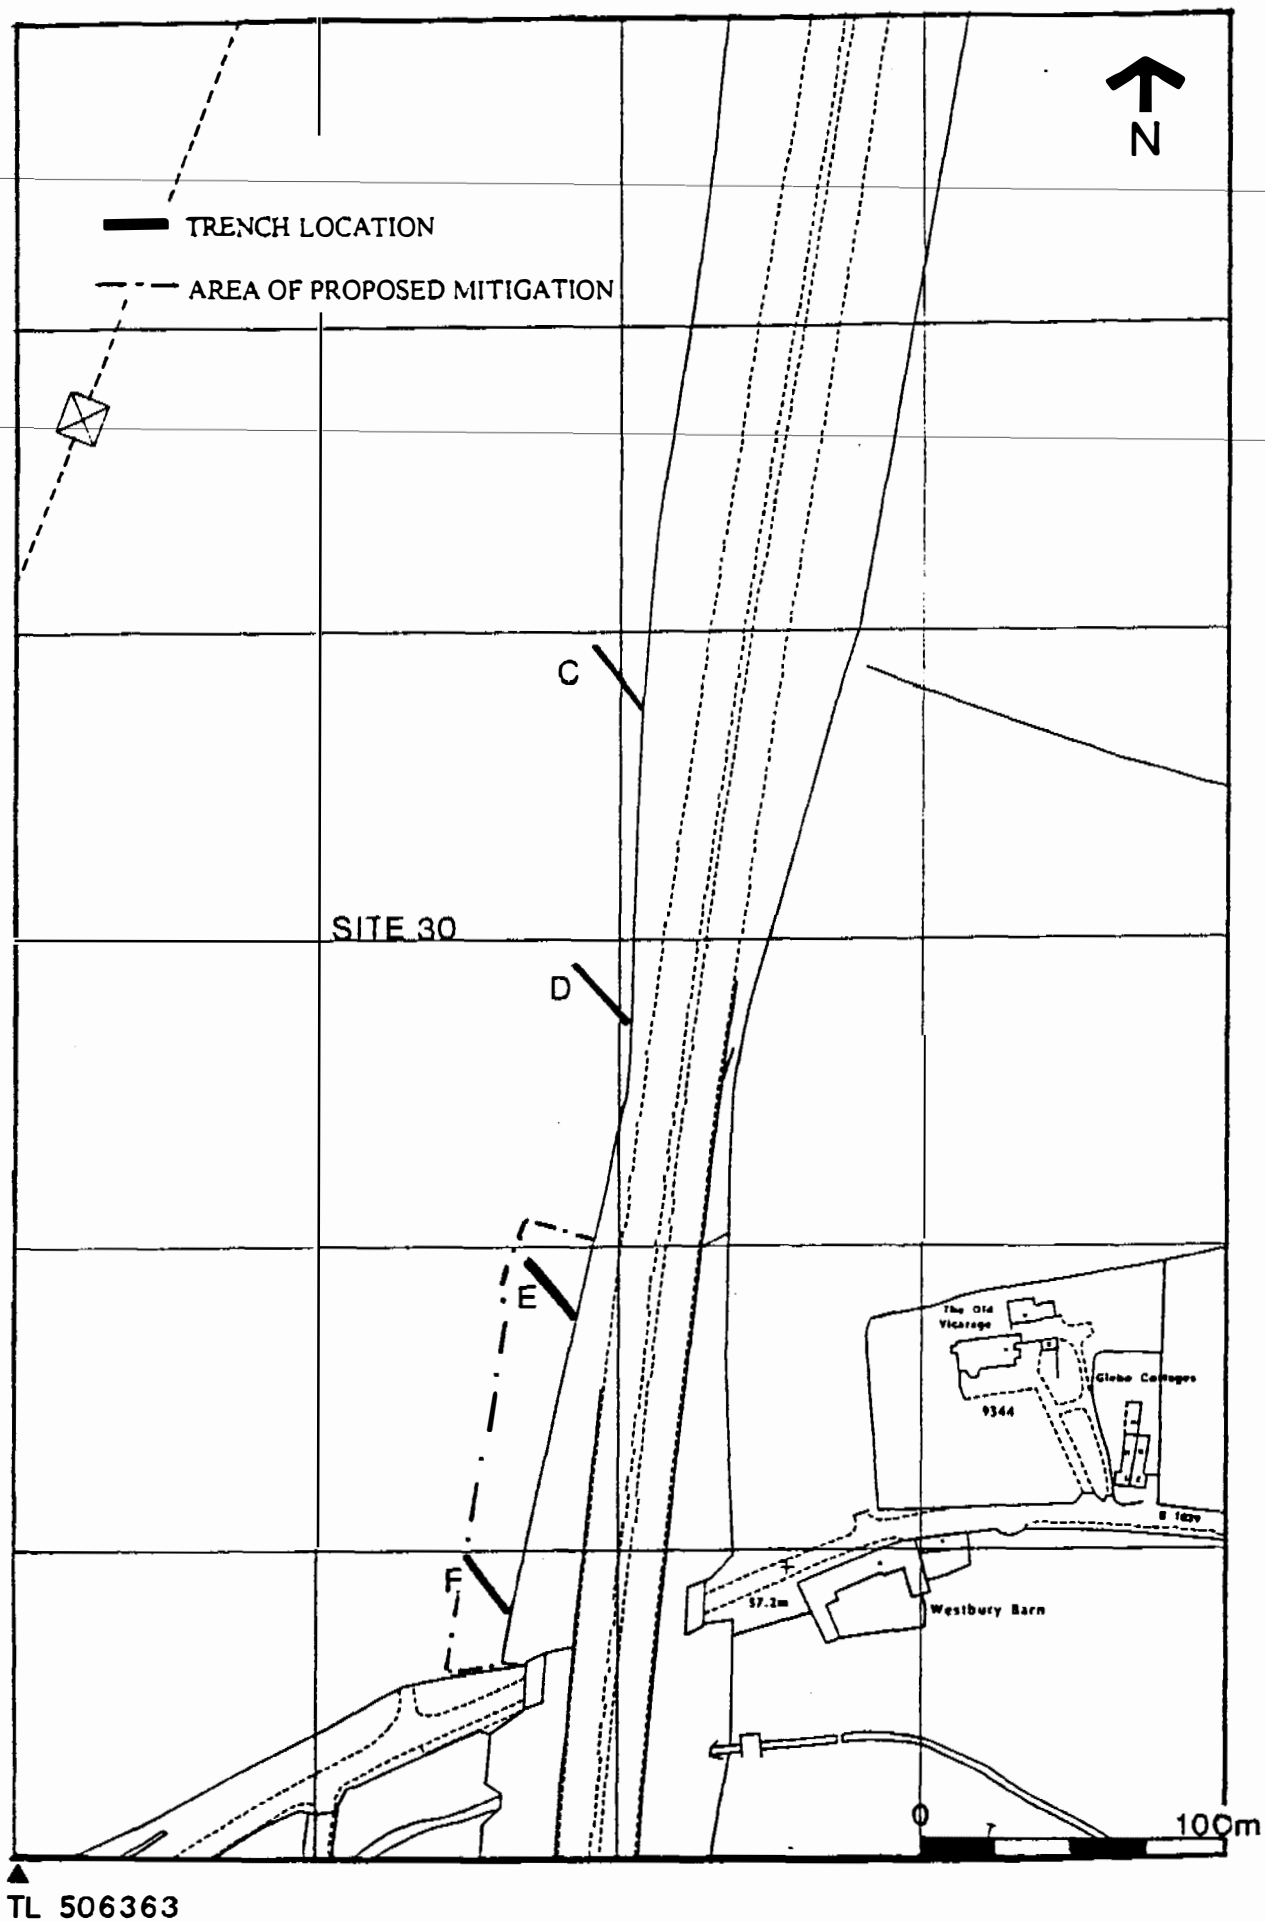 N
TRENCH LOCATION
AREA OF PROPOSED MITIGATION
C
SITE 30
D
E
The Old
Vicarage
Glebe Cottages
9344
F
57.2m
Westbury Barn
0
100m
TL 506363